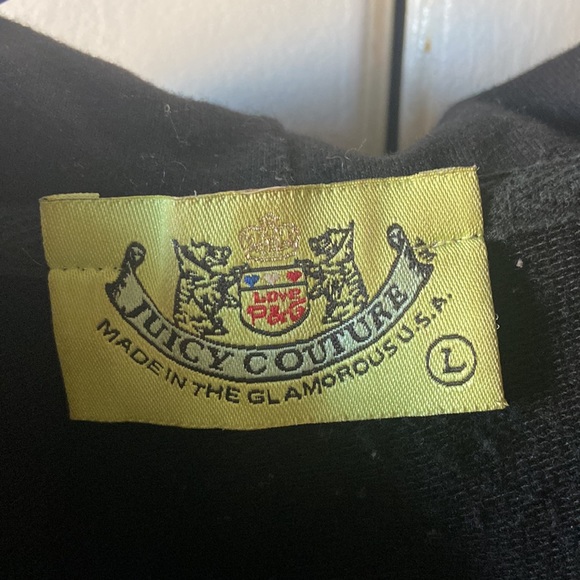 LOVE
P&G
JUICY COUTURE
MADE IN THE GLAMOROUS U.S.A.
L